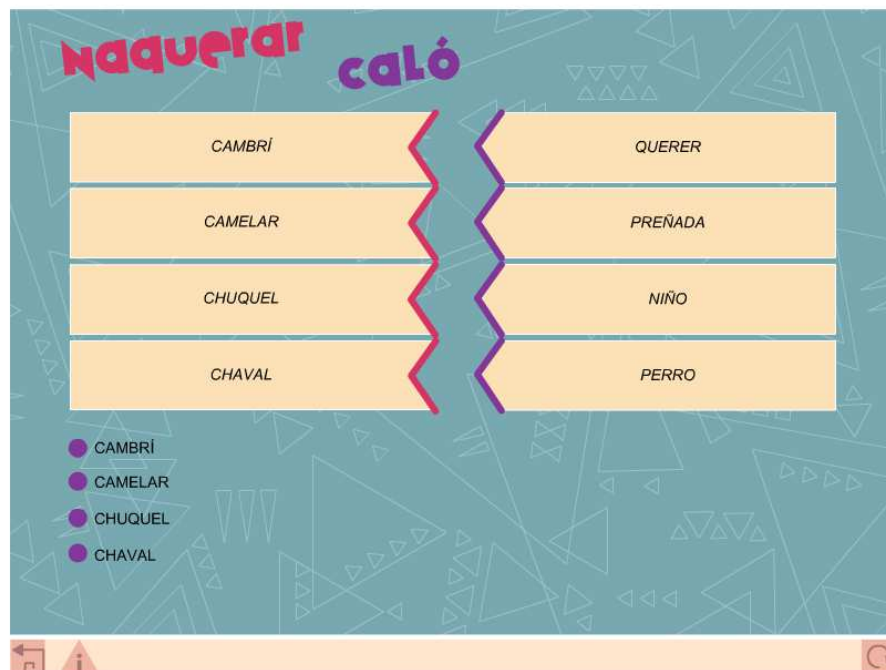 Naquerar caló
CAMBRÍ QUERER
CAMELAR PREÑADA
CHUQUEL NIÑO
CHAVAL PERRO
CAMBRÍ
CAMELAR
CHUQUEL
CHAVAL
i